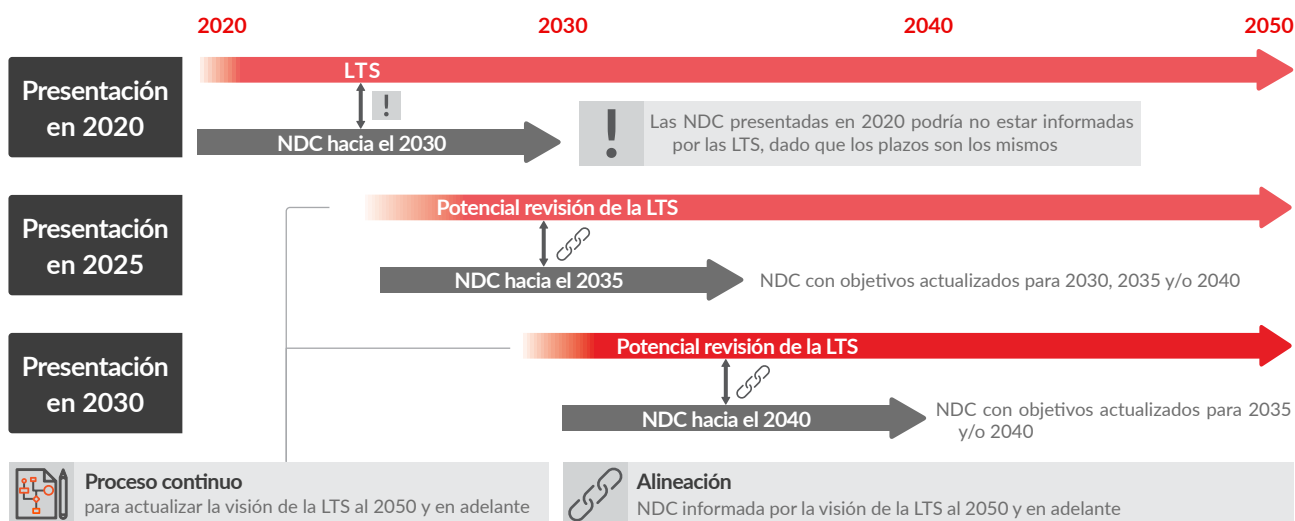 2020 2030 2040 2050
Presentación
en 2020
LTS
!
NDC hacia el 2030
!
Las NDC presentadas en 2020 podría no estar informadas
por las LTS, dado que los plazos son los mismos
Presentación
en 2025
Potencial revisión de la LTS
NDC hacia el 2035
NDC con objetivos actualizados para 2030, 2035 y/o 2040
Presentación
en 2030
Potencial revisión de la LTS
NDC hacia el 2040
NDC con objetivos actualizados para 2035
y/o 2040
Proceso continuo
para actualizar la visión de la LTS al 2050 y en adelante
Alineación
NDC informada por la visión de la LTS al 2050 y en adelante